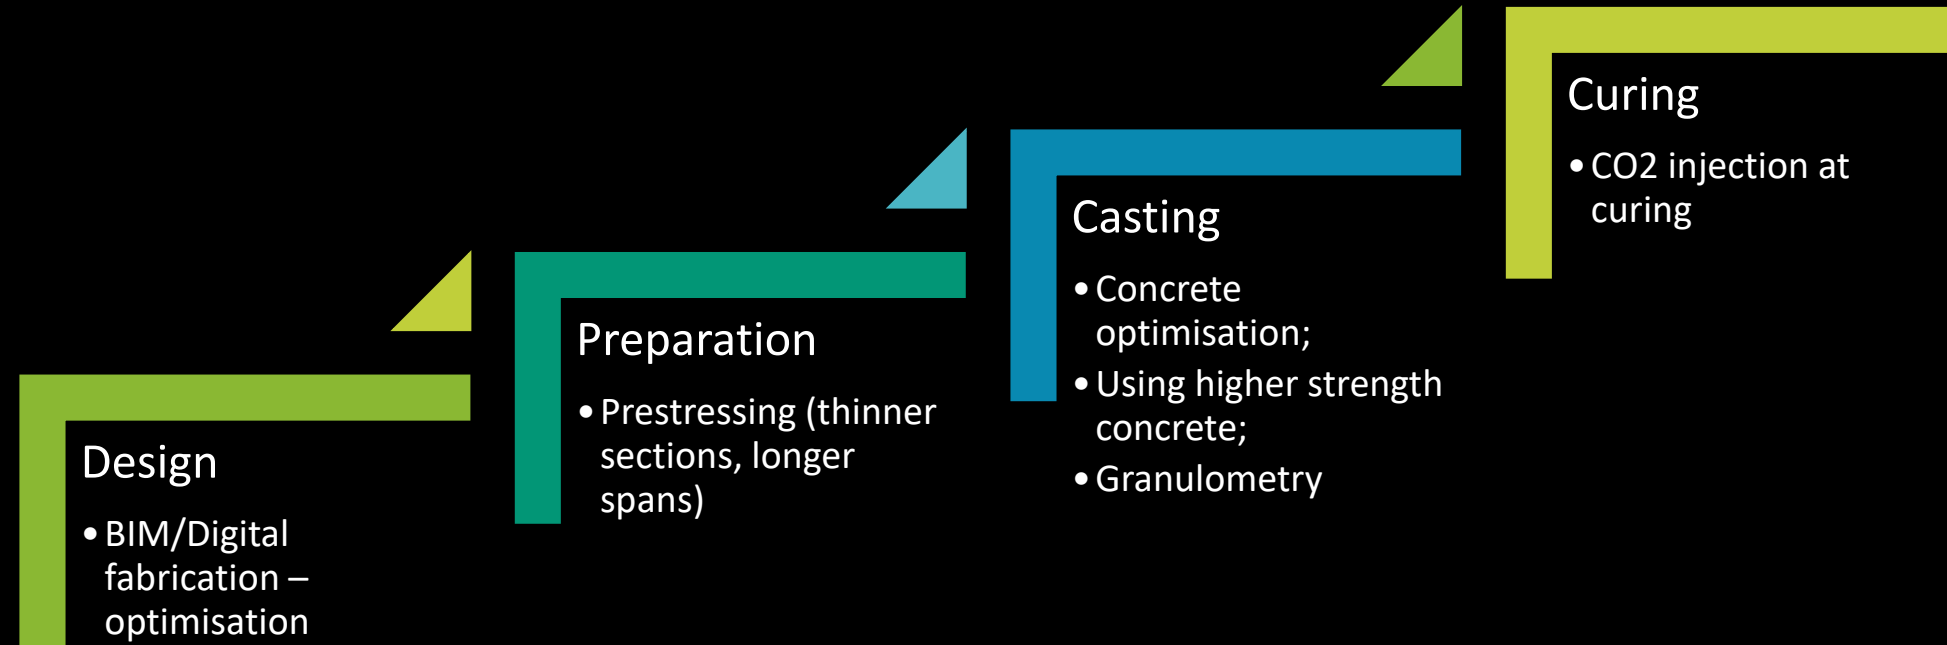 Design
•BIM/Digital
fabrication –
optimisation
Preparation
•Prestressing (thinner
sections, longer
spans)
Casting
•Concrete
optimisation;
•Using higher strength
concrete;
•Granulometry
Curing
•CO2 injection at
curing